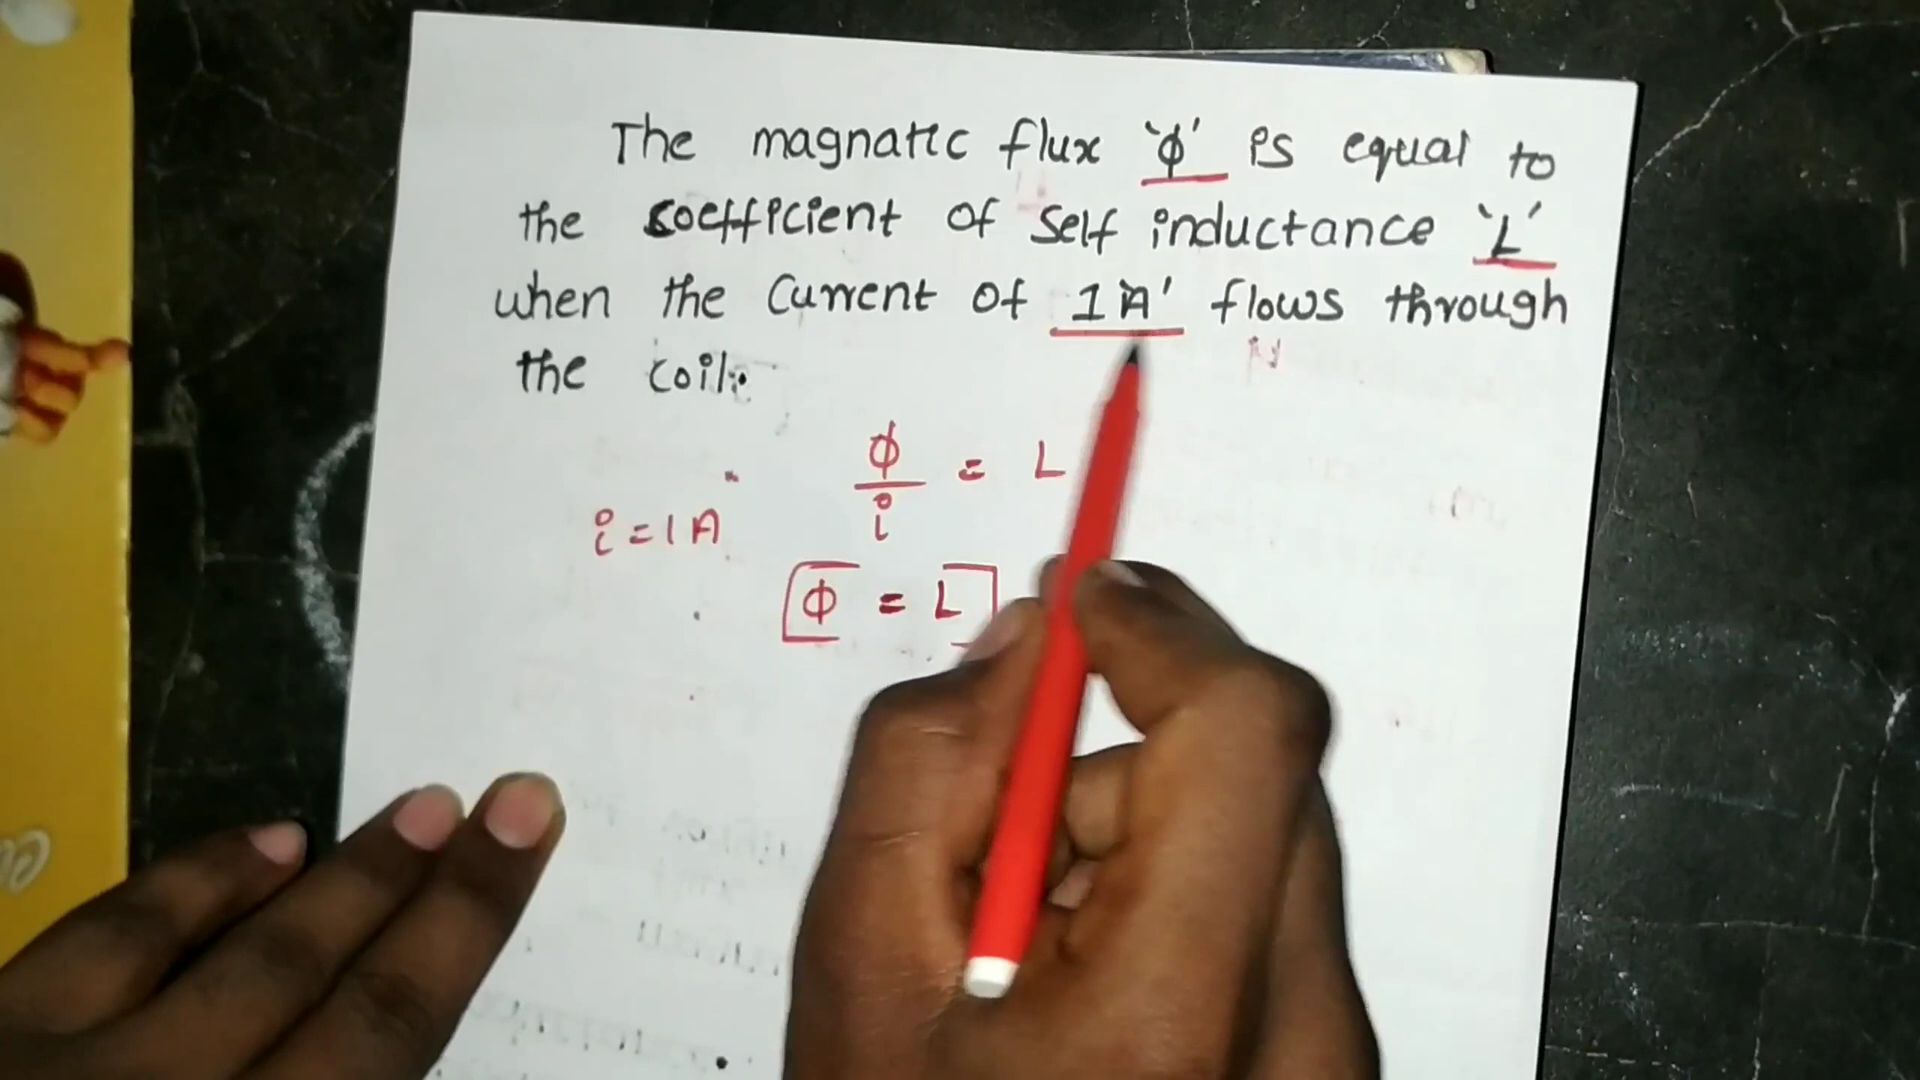 The magnatic flux 'ϕ' is equal to
the coefficient of Self inductance 'L'
when the Current of 1A' flows through
the coil.
ϕ/i = L
i = 1A
ϕ = L